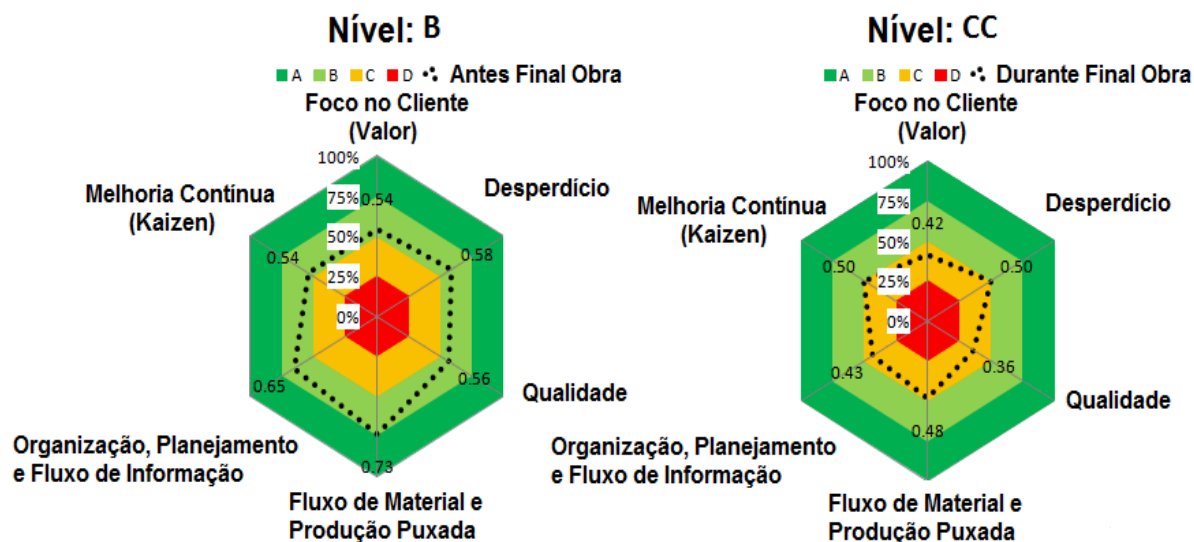 Nível: B
A B C D Antes Final Obra
Foco no Cliente
(Valor)
100%
75%
50%
25%
0%
Desperdício
Melhoria Contínua
(Kaizen)
0.54
0.58
0.54
0.56
0.65
0.73
Qualidade
Organização, Planejamento
e Fluxo de Informação
Fluxo de Material e
Produção Puxada
Nível: CC
A B C D Durante Final Obra
Foco no Cliente
(Valor)
100%
75%
50%
25%
0%
Desperdício
Melhoria Contínua
(Kaizen)
0.42
0.50
0.50
0.36
0.43
0.48
Qualidade
Organização, Planejamento
e Fluxo de Informação
Fluxo de Material e
Produção Puxada